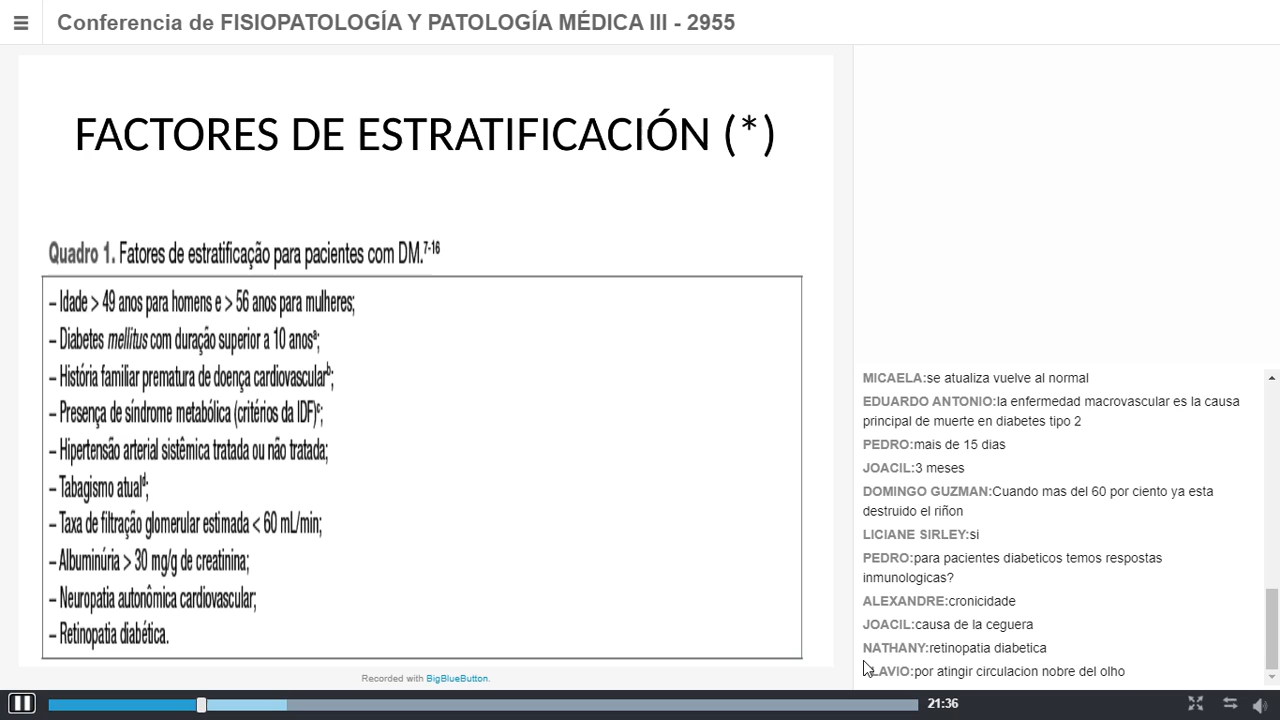 Conferencia de FISIOPATOLOGÍA Y PATOLOGÍA MÉDICA III - 2955
FACTORES DE ESTRATIFICACIÓN (*)
Quadro 1. Fatores de estratificação para pacientes com DM.7-16
– Idade > 49 anos para homens e > 56 anos para mulheres;
– Diabetes mellitus com duração superior a 10 anosa;
– História familiar prematura de doença cardiovascularb;
– Presença de síndrome metabólica (critérios da IDF)c;
– Hipertensão arterial sistêmica tratada ou não tratada;
– Tabagismo atuald;
– Taxa de filtração glomerular estimada < 60 mL/min;
– Albuminúria > 30 mg/g de creatinina;
– Neuropatia autonômica cardiovascular;
– Retinopatia diabética.
Recorded with BigBlueButton.
MICAELA:se atualiza vuelve al normal
EDUARDO ANTONIO:la enfermedad macrovascular es la causa
principal de muerte en diabetes tipo 2
PEDRO:mais de 15 dias
JOACIL:3 meses
DOMINGO GUZMAN:Cuando mas del 60 por ciento ya esta
destruido el riñon
LICIANE SIRLEY:si
PEDRO:para pacientes diabeticos temos respostas
inmunologicas?
ALEXANDRE:cronicidade
JOACIL:causa de la ceguera
NATHANY:retinopatia diabetica
LAVIO:por atingir circulacion nobre del olho
21:36